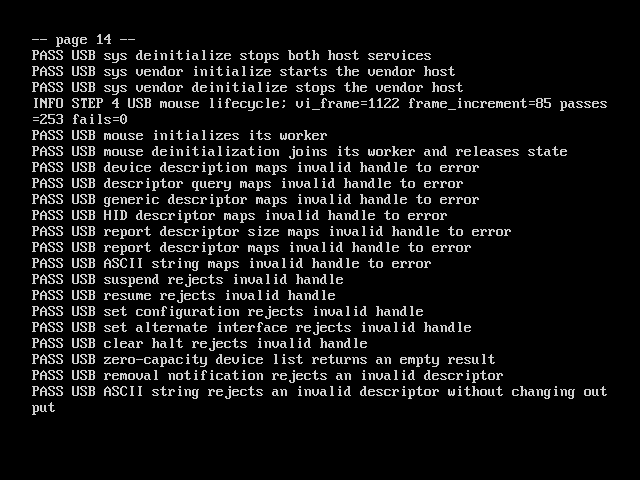 -- page 14 --
PASS USB sys deinitialize stops both host services
PASS USB sys vendor initialize starts the vendor host
PASS USB sys vendor deinitialize stops the vendor host
INFO STEP 4 USB mouse lifecycle; vi_frame=1122 frame_increment=85 passes
=253 fails=0
PASS USB mouse initializes its worker
PASS USB mouse deinitialization joins its worker and releases state
PASS USB device description maps invalid handle to error
PASS USB descriptor query maps invalid handle to error
PASS USB generic descriptor maps invalid handle to error
PASS USB HID descriptor maps invalid handle to error
PASS USB report descriptor size maps invalid handle to error
PASS USB report descriptor maps invalid handle to error
PASS USB ASCII string maps invalid handle to error
PASS USB suspend rejects invalid handle
PASS USB resume rejects invalid handle
PASS USB set configuration rejects invalid handle
PASS USB set alternate interface rejects invalid handle
PASS USB clear halt rejects invalid handle
PASS USB zero-capacity device list returns an empty result
PASS USB removal notification rejects an invalid descriptor
PASS USB ASCII string rejects an invalid descriptor without changing out
put